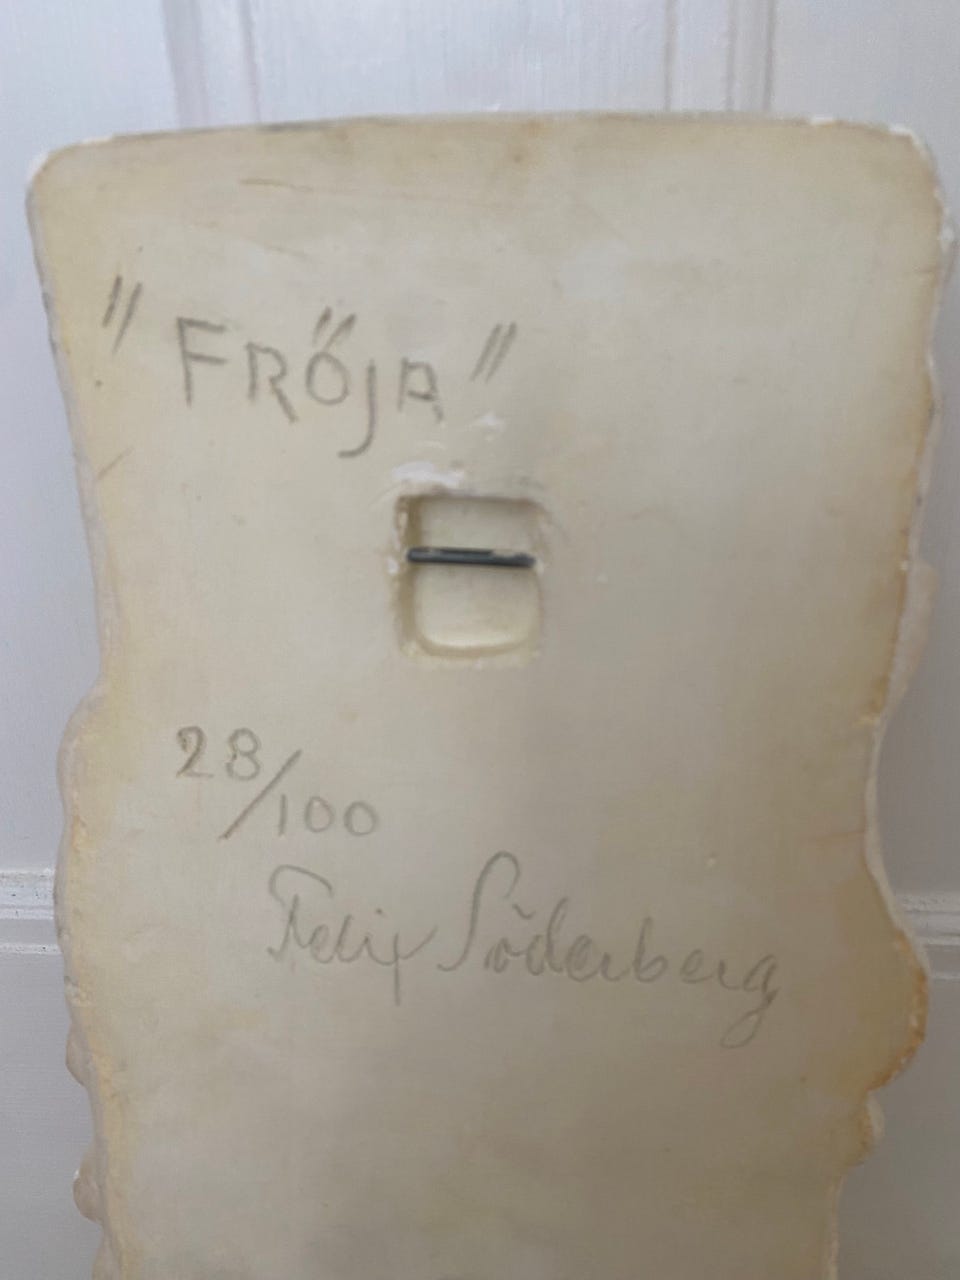 "FRÖJA"
28/100
Felix Söderberg